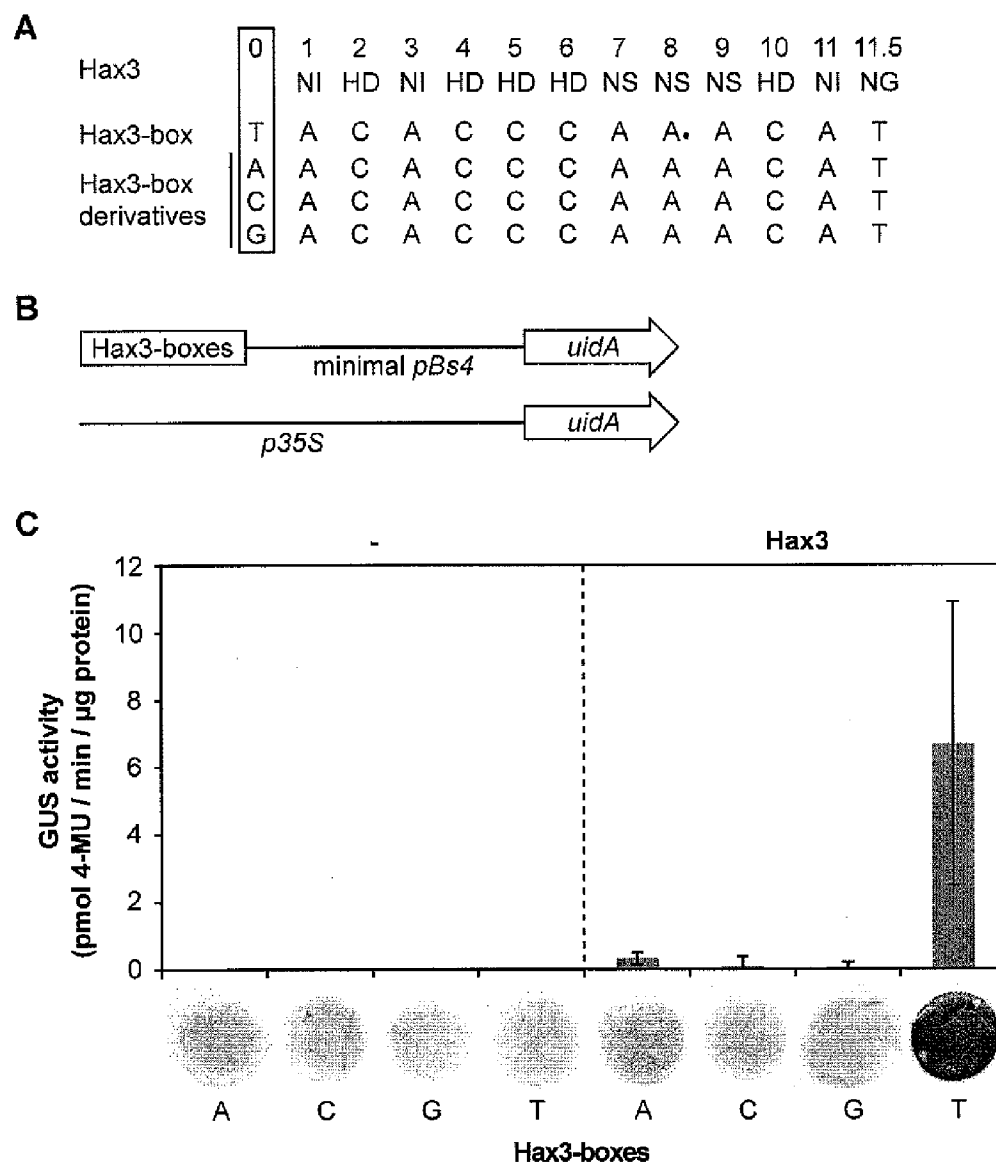 A
0 1 2 3 4 5 6 7 8 9 10 11 11.5
Hax3 NI HD NI HD HD HD NS NS NS HD NI NG
Hax3-box T A C A C C C A A A C A T
Hax3-box derivatives
A A C A C C C A A A C A T
C A C A C C C A A A C A T
G A C A C C C A A A C A T
B
Hax3-boxes minimal pBs4 uidA
p35S uidA
C
- Hax3
GUS activity
(pmol 4-MU / min / µg protein)
12
10
8
6
4
2
0
A C G T A C G T
Hax3-boxes